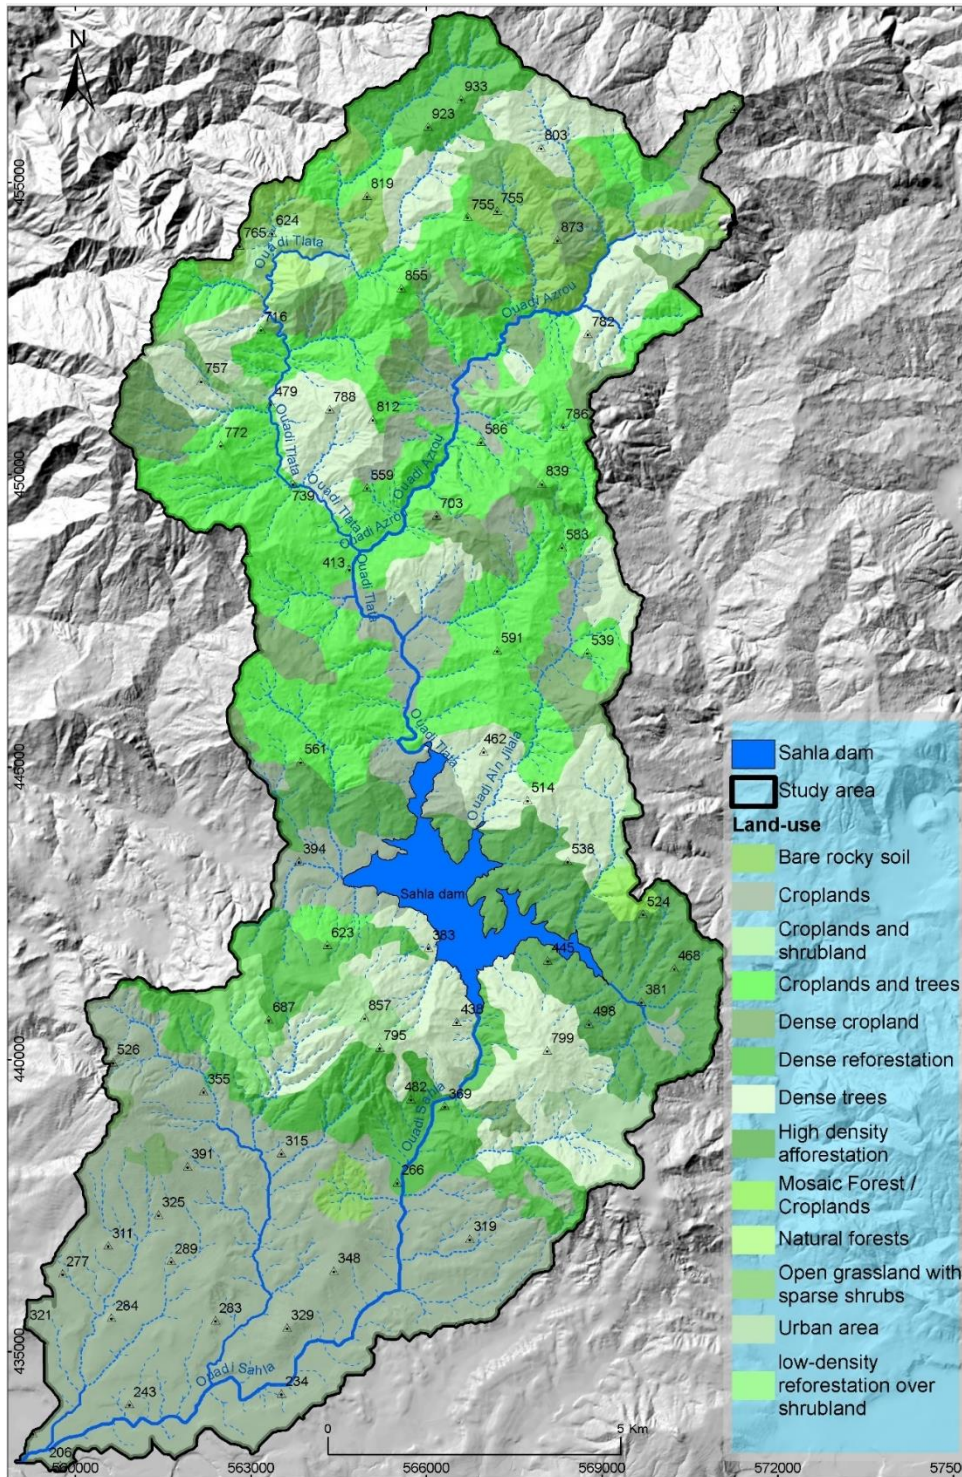 N
933
923
803
455000
819
755
755
624
765
873
Ouadi Tlata
855
Ouadi Azrou
716
782
757
479
788
812
786
586
772
Ouadi Tlata
Ouadi Azrou
559
839
450000
739
Ouadi Tlata
703
Ouadi Azrou
583
413
Ouadi Tlata
591
539
Ouadi Tlata
462
561
445000
Ouadi Aïn Jilala
514
394
538
Sahla dam
524
623
383
445
468
381
687
857
438
498
795
799
526
440000
355
482
369
Ouadi Sahla
315
391
266
325
319
311
289
277
348
284
283
321
329
435000
Ouadi Sahla
234
243
206
0
5 Km
560000
563000
566000
569000
572000
5750
Sahla dam
Study area
Land-use
Bare rocky soil
Croplands
Croplands and
shrubland
Croplands and trees
Dense cropland
Dense reforestation
Dense trees
High density
afforestation
Mosaic Forest /
Croplands
Natural forests
Open grassland with
sparse shrubs
Urban area
low-density
reforestation over
shrubland